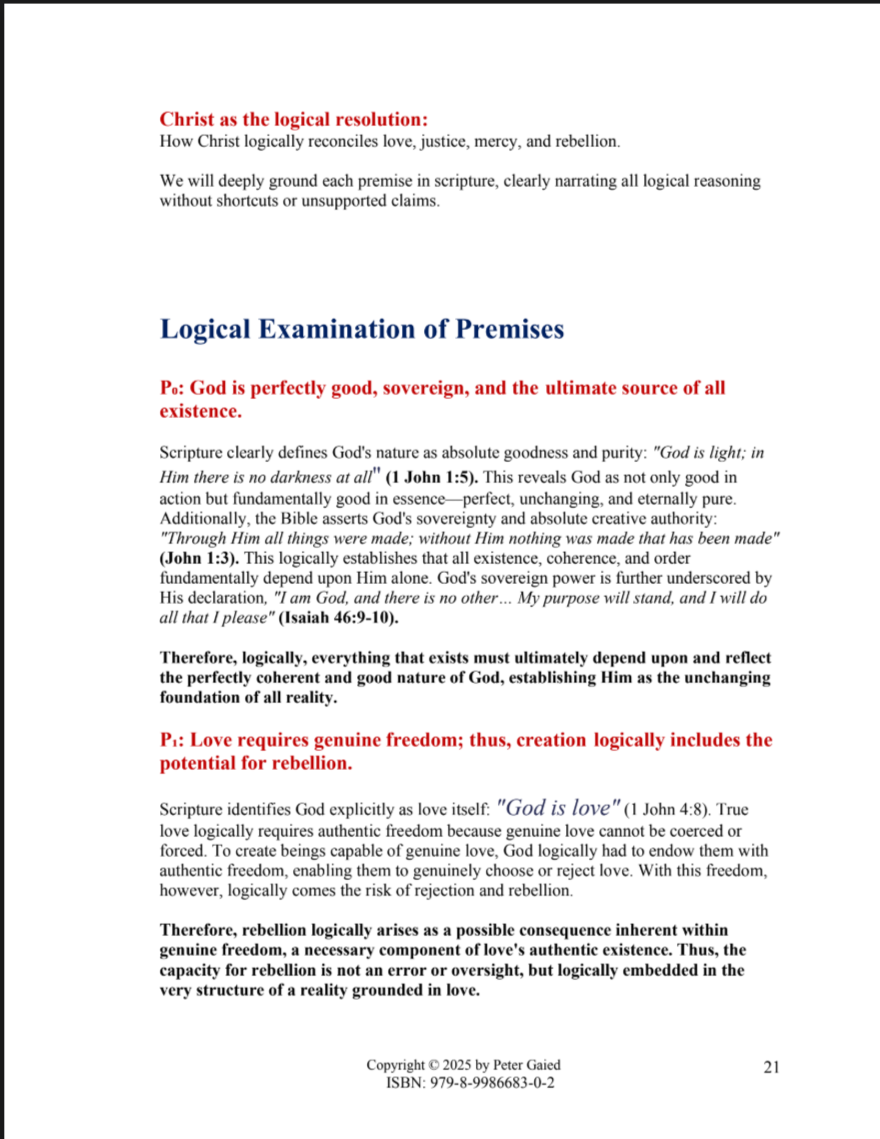 Christ as the logical resolution:
How Christ logically reconciles love, justice, mercy, and rebellion.
We will deeply ground each premise in scripture, clearly narrating all logical reasoning
without shortcuts or unsupported claims.
Logical Examination of Premises
P₀: God is perfectly good, sovereign, and the ultimate source of all
existence.
Scripture clearly defines God's nature as absolute goodness and purity: "God is light; in
Him there is no darkness at all" (1 John 1:5). This reveals God as not only good in
action but fundamentally good in essence—perfect, unchanging, and eternally pure.
Additionally, the Bible asserts God's sovereignty and absolute creative authority:
"Through Him all things were made; without Him nothing was made that has been made"
(John 1:3). This logically establishes that all existence, coherence, and order
fundamentally depend upon Him alone. God's sovereign power is further underscored by
His declaration, "I am God, and there is no other… My purpose will stand, and I will do
all that I please" (Isaiah 46:9-10).
Therefore, logically, everything that exists must ultimately depend upon and reflect
the perfectly coherent and good nature of God, establishing Him as the unchanging
foundation of all reality.
P₁: Love requires genuine freedom; thus, creation logically includes the
potential for rebellion.
Scripture identifies God explicitly as love itself: "God is love" (1 John 4:8). True
love logically requires authentic freedom because genuine love cannot be coerced or
forced. To create beings capable of genuine love, God logically had to endow them with
authentic freedom, enabling them to genuinely choose or reject love. With this freedom,
however, logically comes the risk of rejection and rebellion.
Therefore, rebellion logically arises as a possible consequence inherent within
genuine freedom, a necessary component of love's authentic existence. Thus, the
capacity for rebellion is not an error or oversight, but logically embedded in the
very structure of a reality grounded in love.
Copyright © 2025 by Peter Gaied
ISBN: 979-8-9986683-0-2
21